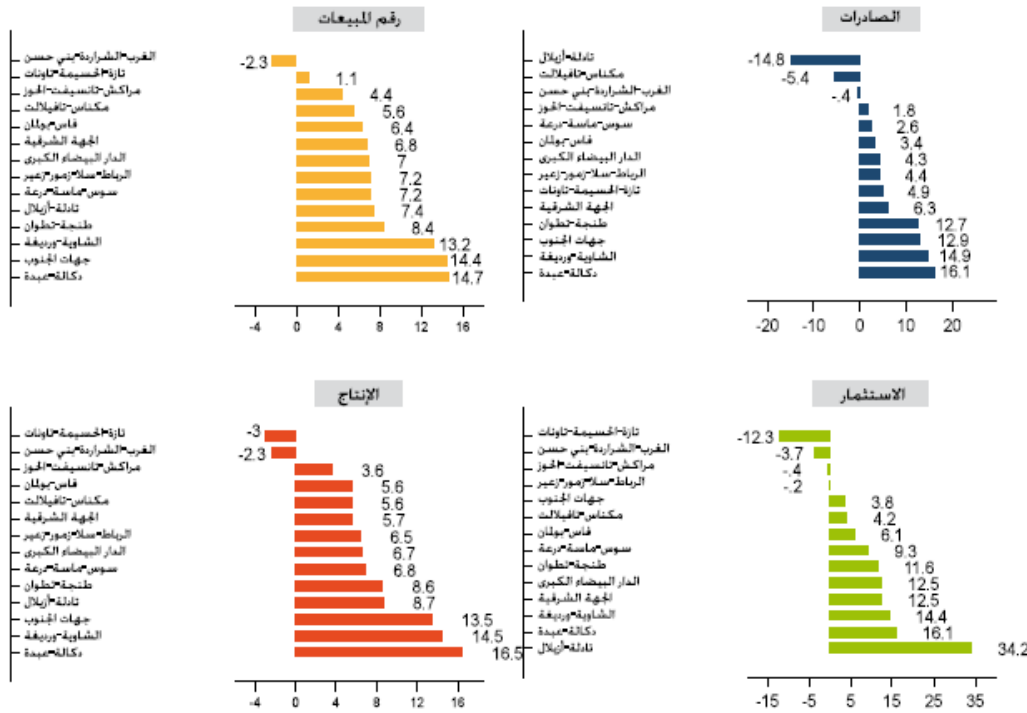 رقم المبيعات
الغرب-الشراردة-بني حسن -2.3
تازة-الحسيمة-تاونات 1.1
مراكش-تانسيفت-الحوز 4.4
مكناس-تافيلالت 5.6
فاس-بولمان 6.4
الجهة الشرقية 6.8
الدار البيضاء الكبرى 7
الرباط-سلا-زمور-زعير 7.2
سوس-ماسة-درعة 7.2
تادلة-أزيلال 7.4
طنجة-تطوان 8.4
الشاوية-ورديغة 13.2
جهات الجنوب 14.4
دكالة-عبدة 14.7
-4 0 4 8 12 16
الصادرات
تادلة-أزيلال -14.8
مكناس-تافيلالت -5.4
الغرب-الشراردة-بني حسن -.4
مراكش-تانسيفت-الحوز 1.8
سوس-ماسة-درعة 2.6
فاس-بولمان 3.4
الدار البيضاء الكبرى 4.3
الرباط-سلا-زمور-زعير 4.4
تازة-الحسيمة-تاونات 4.9
الجهة الشرقية 6.3
طنجة-تطوان 12.7
جهات الجنوب 12.9
الشاوية-ورديغة 14.9
دكالة-عبدة 16.1
-20 -10 0 10 20
الإنتاج
تازة-الحسيمة-تاونات -3
الغرب-الشراردة-بني حسن -2.3
مراكش-تانسيفت-الحوز 3.6
فاس-بولمان 5.6
مكناس-تافيلالت 5.6
الجهة الشرقية 5.7
الرباط-سلا-زمور-زعير 6.5
الدار البيضاء الكبرى 6.7
سوس-ماسة-درعة 6.8
طنجة-تطوان 8.6
تادلة-أزيلال 8.7
جهات الجنوب 13.5
الشاوية-ورديغة 14.5
دكالة-عبدة 16.5
-4 0 4 8 12 16
الاستثمار
تازة-الحسيمة-تاونات -12.3
الغرب-الشراردة-بني حسن -3.7
مراكش-تانسيفت-الحوز -.4
الرباط-سلا-زمور-زعير -.2
جهات الجنوب 3.8
مكناس-تافيلالت 4.2
فاس-بولمان 6.1
سوس-ماسة-درعة 9.3
طنجة-تطوان 11.6
الدار البيضاء الكبرى 12.5
الجهة الشرقية 12.5
الشاوية-ورديغة 14.4
دكالة-عبدة 16.1
تادلة-أزيلال 34.2
-15 -5 5 15 25 35